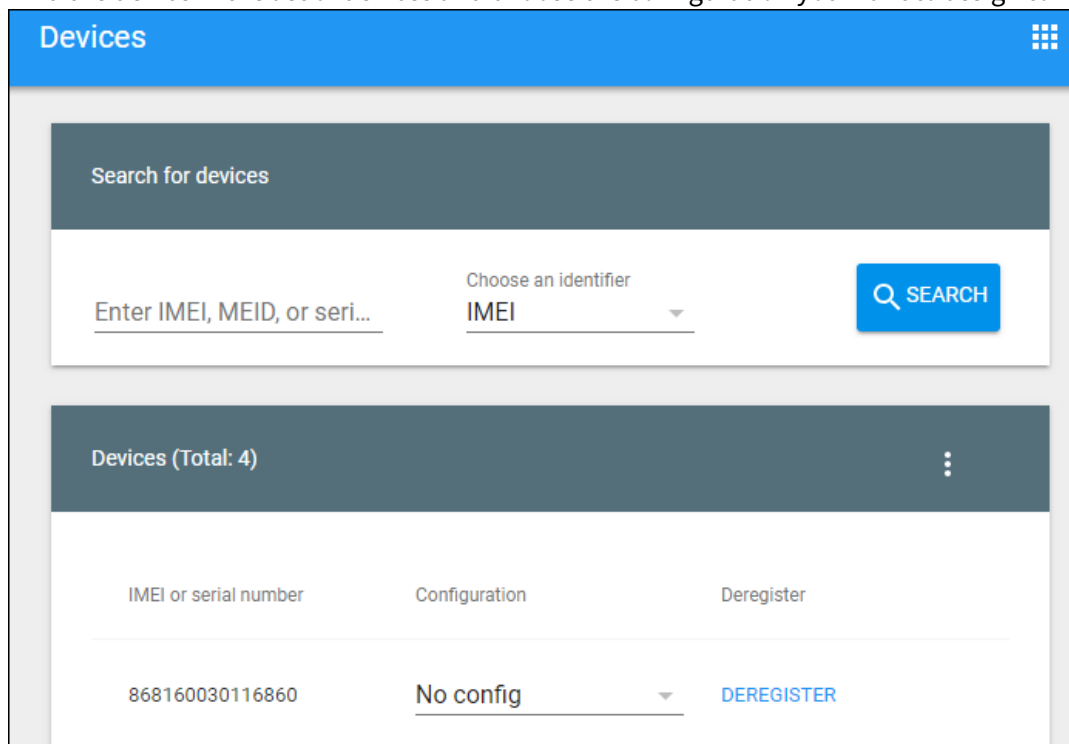 Devices
Search for devices
Choose an identifier
Enter IMEI, MEID, or seri... IMEI SEARCH
Devices (Total: 4)
IMEI or serial number Configuration Deregister
868160030116860 No config DEREGISTER